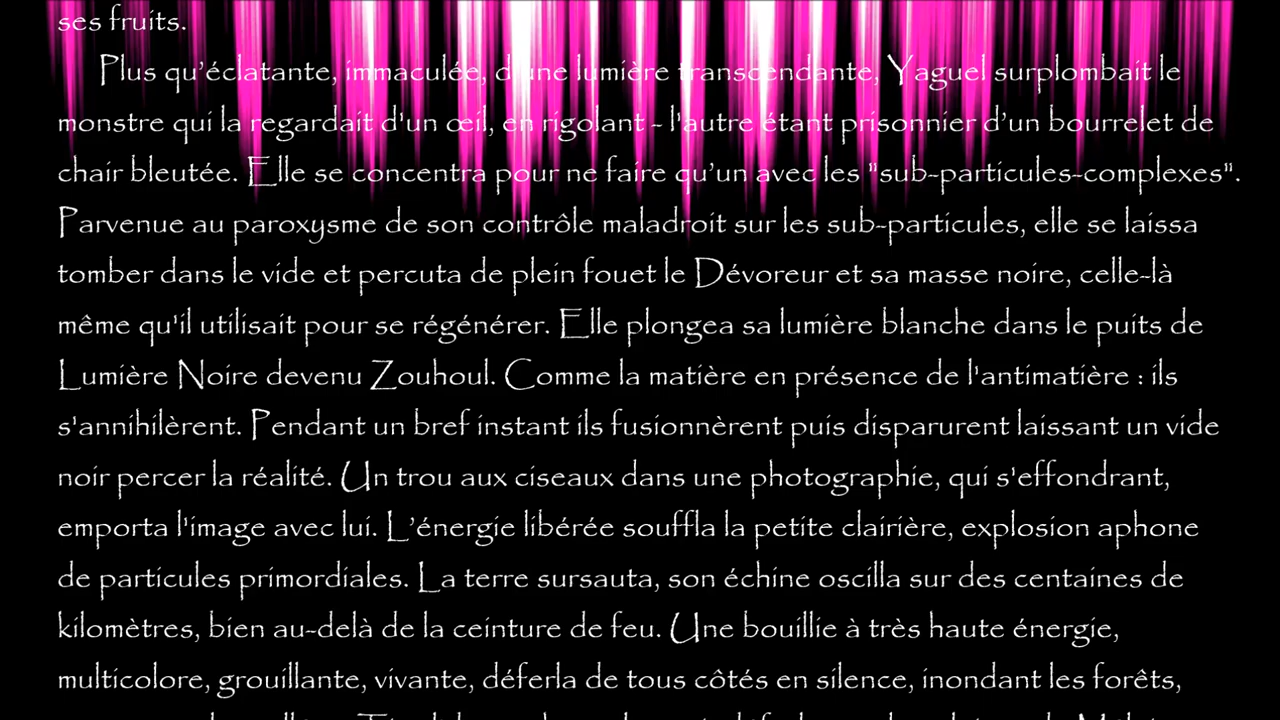 ses fruits.
Plus qu’éclatante, immaculée, d'une lumière transcendante, Yaguel surplombait le
monstre qui la regardait d'un œil, en rigolant - l'autre étant prisonnier d’un bourrelet de
chair bleutée. Elle se concentra pour ne faire qu’un avec les "sub-particules-complexes".
Parvenue au paroxysme de son contrôle maladroit sur les sub-particules, elle se laissa
tomber dans le vide et percuta de plein fouet le Dévoreur et sa masse noire, celle-là
même qu'il utilisait pour se régénérer. Elle plongea sa lumière blanche dans le puits de
Lumière Noire devenu Zouhoul. Comme la matière en présence de l'antimatière : ils
s'annihilèrent. Pendant un bref instant ils fusionnèrent puis disparurent laissant un vide
noir percer la réalité. Un trou aux ciseaux dans une photographie, qui s'effondrant,
emporta l'image avec lui. L’énergie libérée souffla la petite clairière, explosion aphone
de particules primordiales. La terre sursauta, son échine oscilla sur des centaines de
kilomètres, bien au-delà de la ceinture de feu. Une bouillie à très haute énergie,
multicolore, grouillante, vivante, déferla de tous côtés en silence, inondant les forêts,